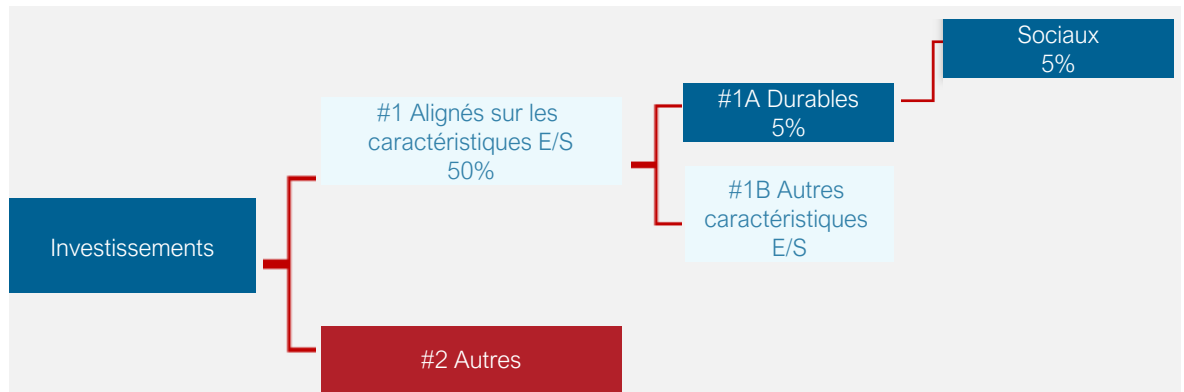 Sociaux
5%
#1A Durables
5%
#1 Alignés sur les
caractéristiques E/S
50%
#1B Autres
caractéristiques
E/S
Investissements
#2 Autres